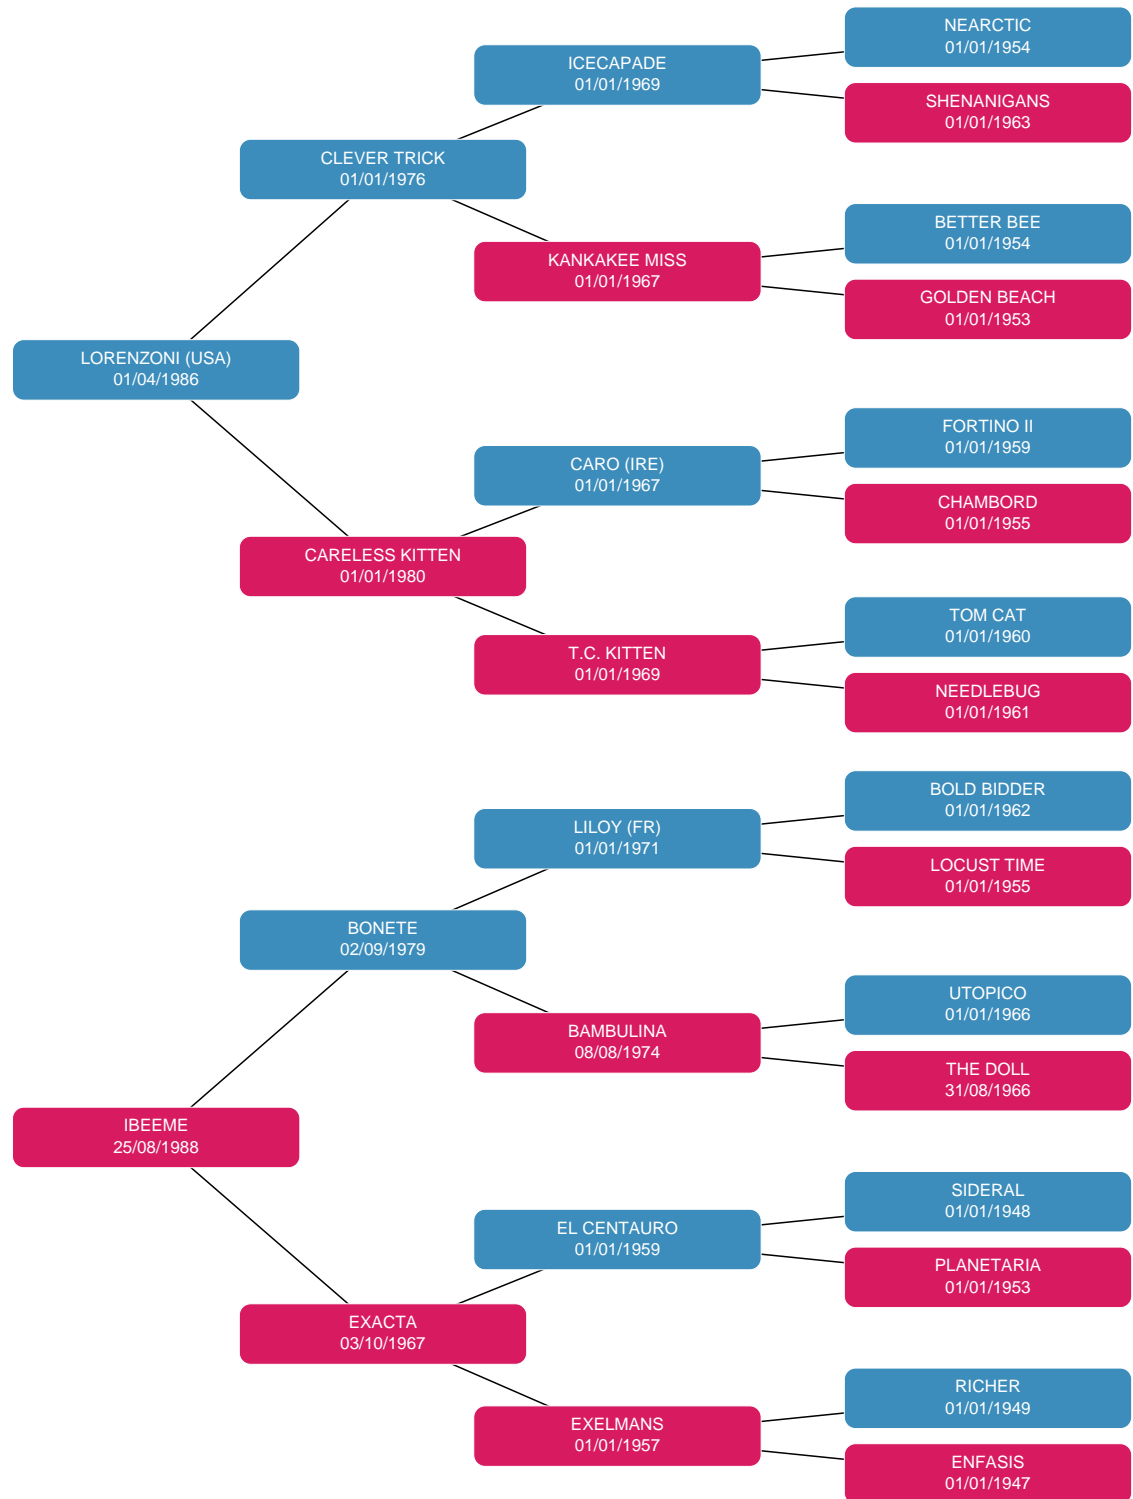 NEARCTIC
01/01/1954
ICECAPADE
01/01/1969
SHENANIGANS
01/01/1963
CLEVER TRICK
01/01/1976
BETTER BEE
01/01/1954
KANKAKEE MISS
01/01/1967
GOLDEN BEACH
01/01/1953
LORENZONI (USA)
01/04/1986
FORTINO II
01/01/1959
CARO (IRE)
01/01/1967
CHAMBORD
01/01/1955
CARELESS KITTEN
01/01/1980
TOM CAT
01/01/1960
T.C. KITTEN
01/01/1969
NEEDLEBUG
01/01/1961
BOLD BIDDER
01/01/1962
LILOY (FR)
01/01/1971
LOCUST TIME
01/01/1955
BONETE
02/09/1979
UTOPICO
01/01/1966
BAMBULINA
08/08/1974
THE DOLL
31/08/1966
IBEEME
25/08/1988
SIDERAL
01/01/1948
EL CENTAURO
01/01/1959
PLANETARIA
01/01/1953
EXACTA
03/10/1967
RICHER
01/01/1949
EXELMANS
01/01/1957
ENFASIS
01/01/1947